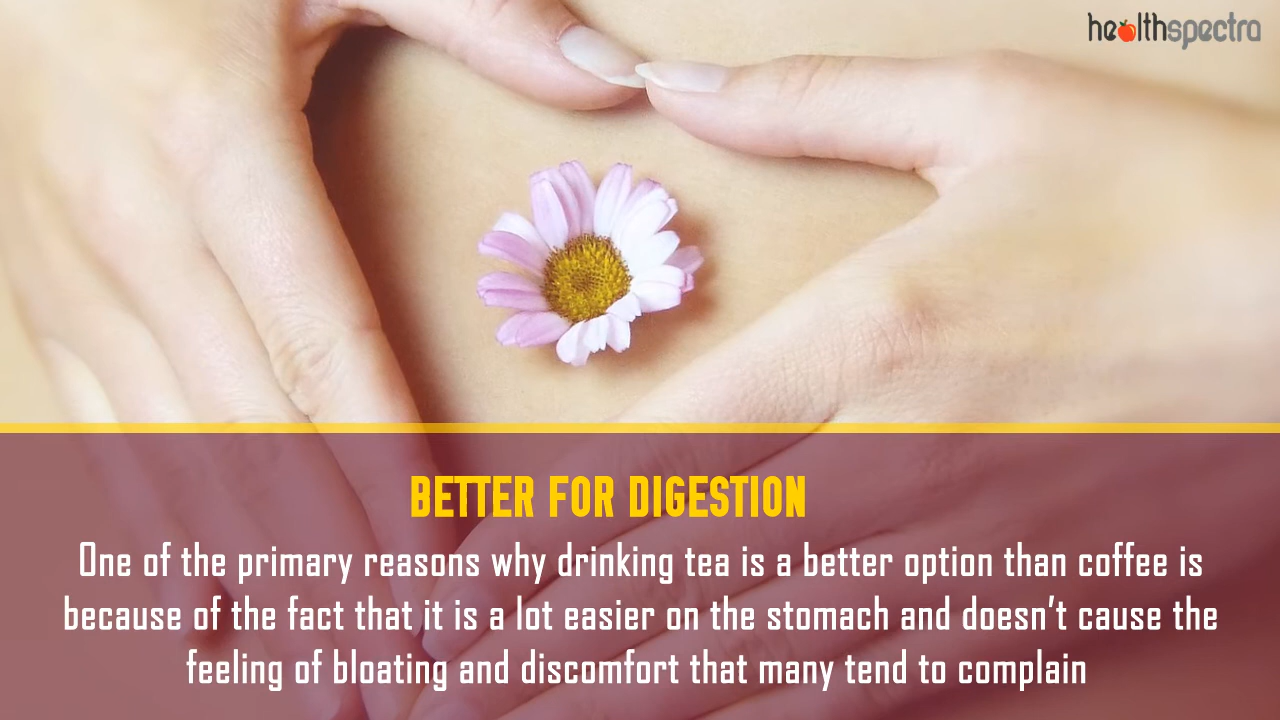 healthspectra
BETTER FOR DIGESTION
One of the primary reasons why drinking tea is a better option than coffee is
because of the fact that it is a lot easier on the stomach and doesn't cause the
feeling of bloating and discomfort that many tend to complain